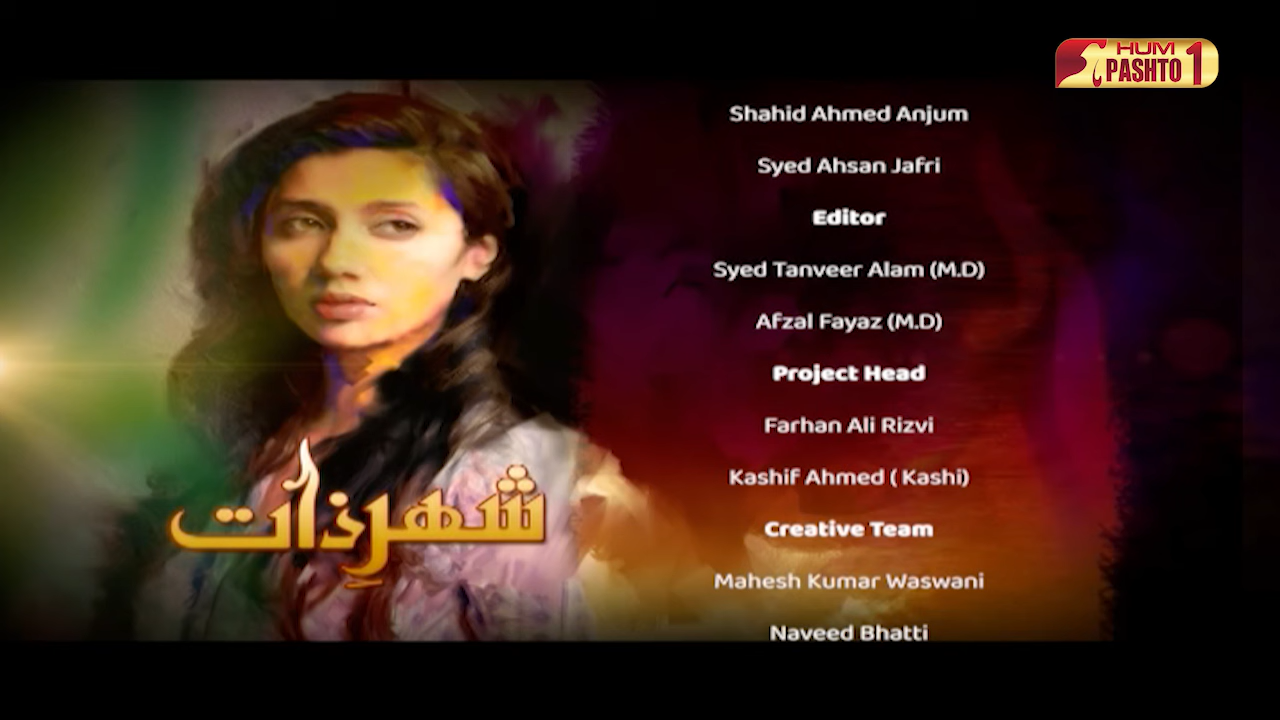 HUM
PASHTO 1
Shahid Ahmed Anjum
Syed Ahsan Jafri
Editor
Syed Tanveer Alam (M.D)
Afzal Fayaz (M.D)
Project Head
Farhan Ali Rizvi
Kashif Ahmed ( Kashi)
Creative Team
Mahesh Kumar Waswani
Naveed Bhatti
شهرِذات